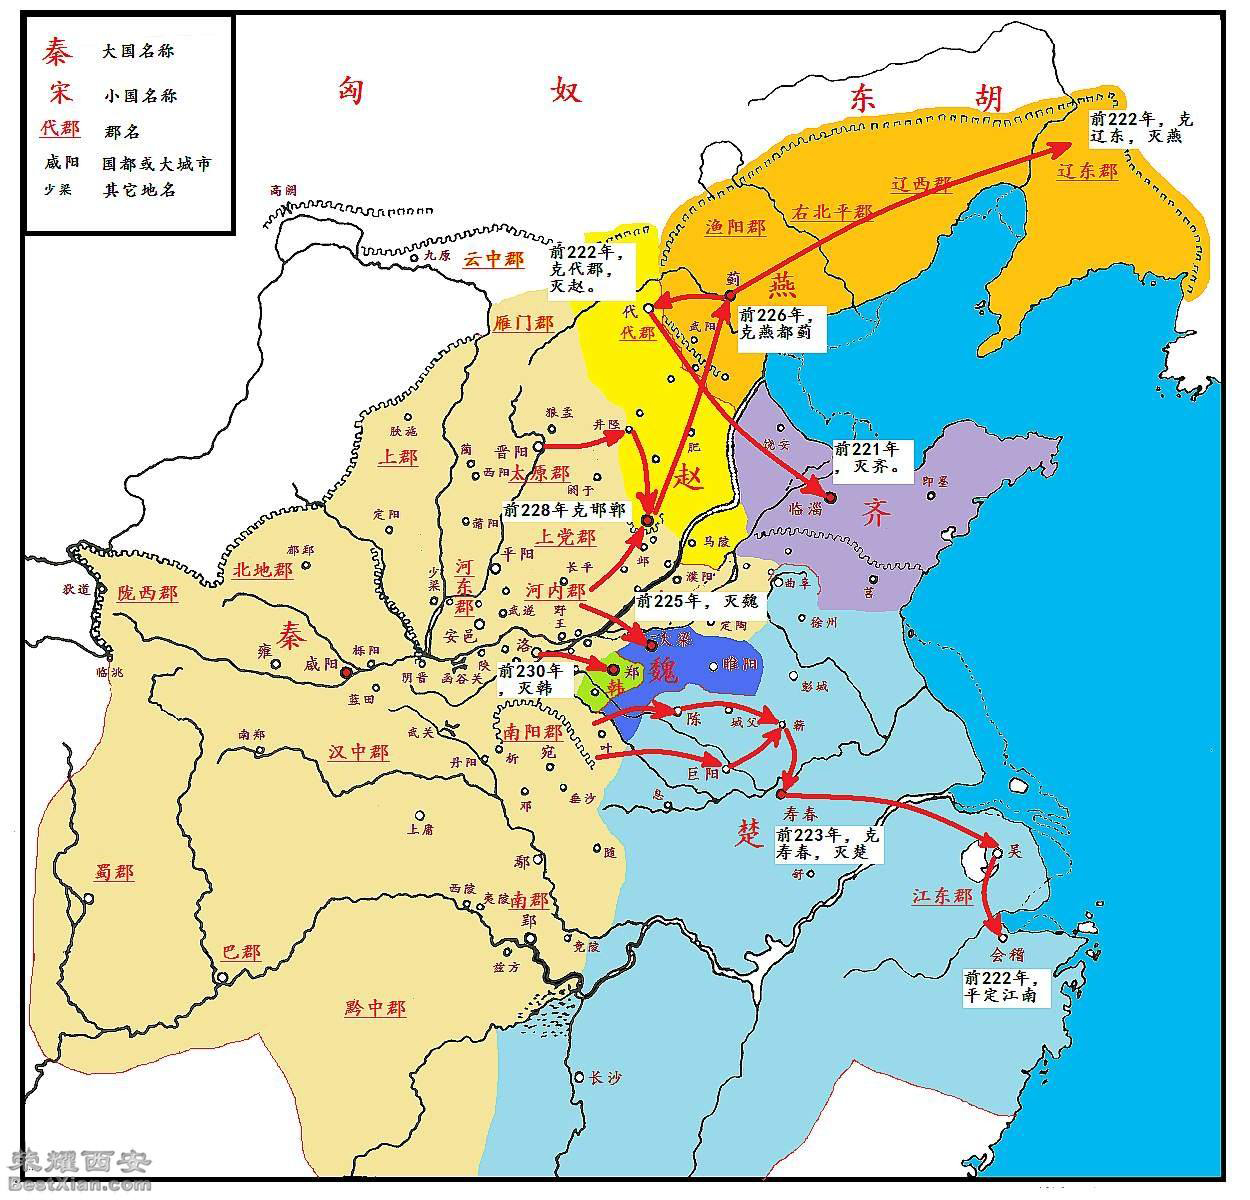 秦 大国名称
宋 小国名称
代郡 郡名
咸阳 国都或大城市
少梁 其它地名
匈 奴
东 胡
前222年，克
辽东，灭燕
辽东郡
辽西郡
右北平郡
渔阳郡
高阙
九原
云中郡
前222年，
克代郡，
灭赵。
蓟
燕
代
代郡
武阳
前226年，
克燕都蓟
雁门郡
狼孟
井陉
肤施
上郡
蔺
晋阳
西阳
太原郡
阏于
肥
赵
饶安
前221年
，灭齐。
临淄
即墨
齐
定阳
蒲阳
前228年克邯郸
上党郡
平阳
长平
邺
马陵
郁郅
北地郡
狄道
陇西郡
少梁
河东郡
河内郡
武遂
野王
濮阳
前225年，灭魏
定陶
曲阜
莒
徐州
秦
雍
咸阳
栎阳
安邑
临洮
蓝田
阴晋
函谷关
陕
洛
前230年
，灭韩
郑
韩
大梁
魏
睢阳
彭城
南郑
汉中郡
武关
丹阳
析
南阳郡
宛
叶
陈
城父
蕲
巨阳
邓
垂沙
息
寿春
楚
前223年，克
寿春，灭楚
舒
上庸
鄢
随
吴
江东郡
会稽
前222年，
平定江南
蜀郡
西陵
夷陵
南郡
郢
竟陵
兹方
巴郡
黔中郡
长沙
荣耀西安
BestXian.com